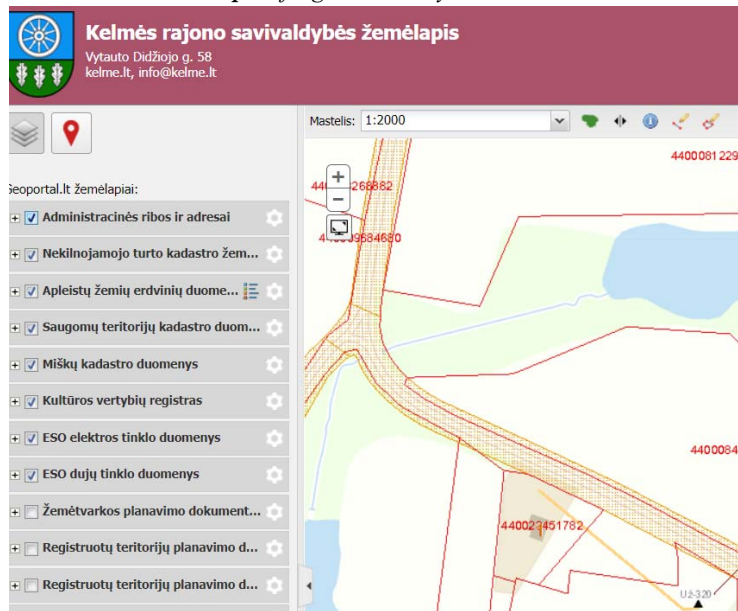 Kelmės rajono savivaldybės žemėlapis
Vytauto Didžiojo g. 58
kelme.lt, info@kelme.lt
Mastelis: 1:2000
Geoportal.lt žemėlapiai:
Administracinės ribos ir adresai
Nekilnojamojo turto kadastro žem...
Apleistų žemių erdvinių duome...
Saugomų teritorijų kadastro duom...
Miškų kadastro duomenys
Kultūros vertybių registras
ESO elektros tinklo duomenys
ESO dujų tinklo duomenys
Žemėtvarkos planavimo dokument...
Registruotų teritorijų planavimo d...
Registruotų teritorijų planavimo d...
4400081229
4400084
440023451782
Už-320